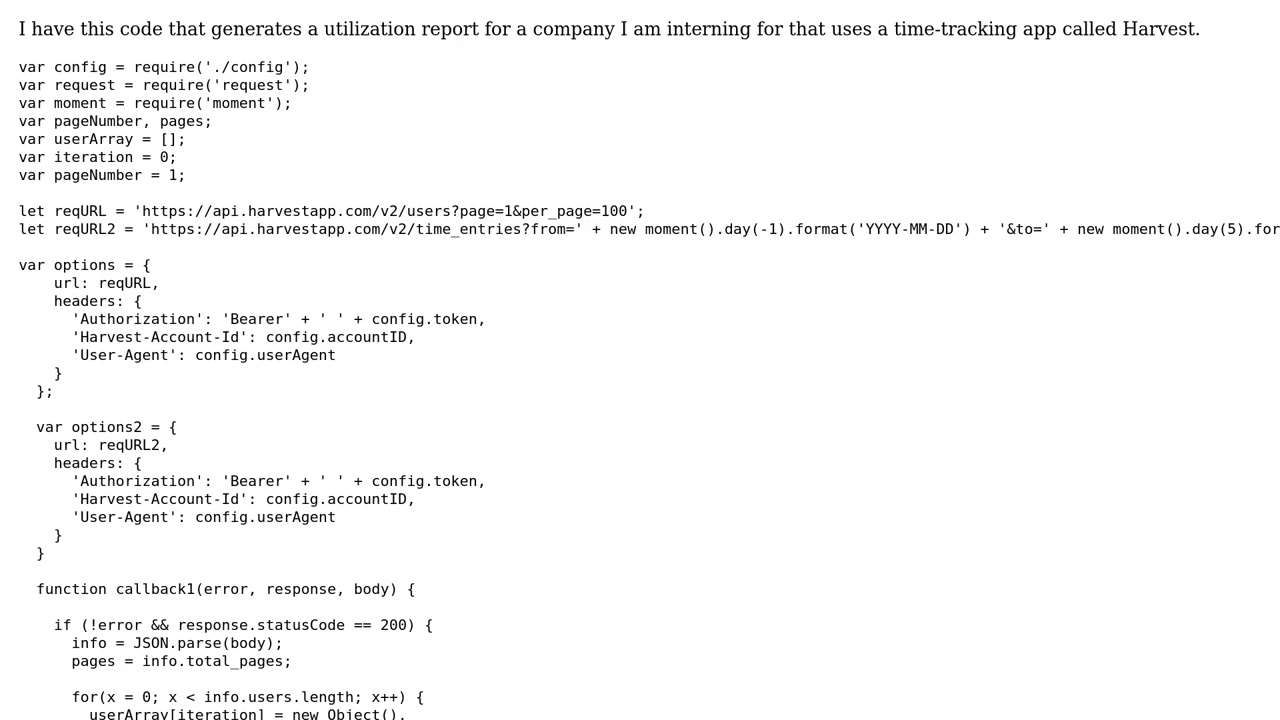 I have this code that generates a utilization report for a company I am interning for that uses a time-tracking app called Harvest.
var config = require('./config');
var request = require('request');
var moment = require('moment');
var pageNumber, pages;
var userArray = [];
var iteration = 0;
var pageNumber = 1;
let reqURL = 'https://api.harvestapp.com/v2/users?page=1&per_page=100';
let reqURL2 = 'https://api.harvestapp.com/v2/time_entries?from=' + new moment().day(-1).format('YYYY-MM-DD') + '&to=' + new moment().day(5).for
var options = {
    url: reqURL,
    headers: {
      'Authorization': 'Bearer' + ' ' + config.token,
      'Harvest-Account-Id': config.accountID,
      'User-Agent': config.userAgent
    }
  };
  var options2 = {
    url: reqURL2,
    headers: {
      'Authorization': 'Bearer' + ' ' + config.token,
      'Harvest-Account-Id': config.accountID,
      'User-Agent': config.userAgent
    }
  }
  function callback1(error, response, body) {
    if (!error && response.statusCode == 200) {
      info = JSON.parse(body);
      pages = info.total_pages;
      for(x = 0; x < info.users.length; x++) {
        userArray[iteration] = new Object(),